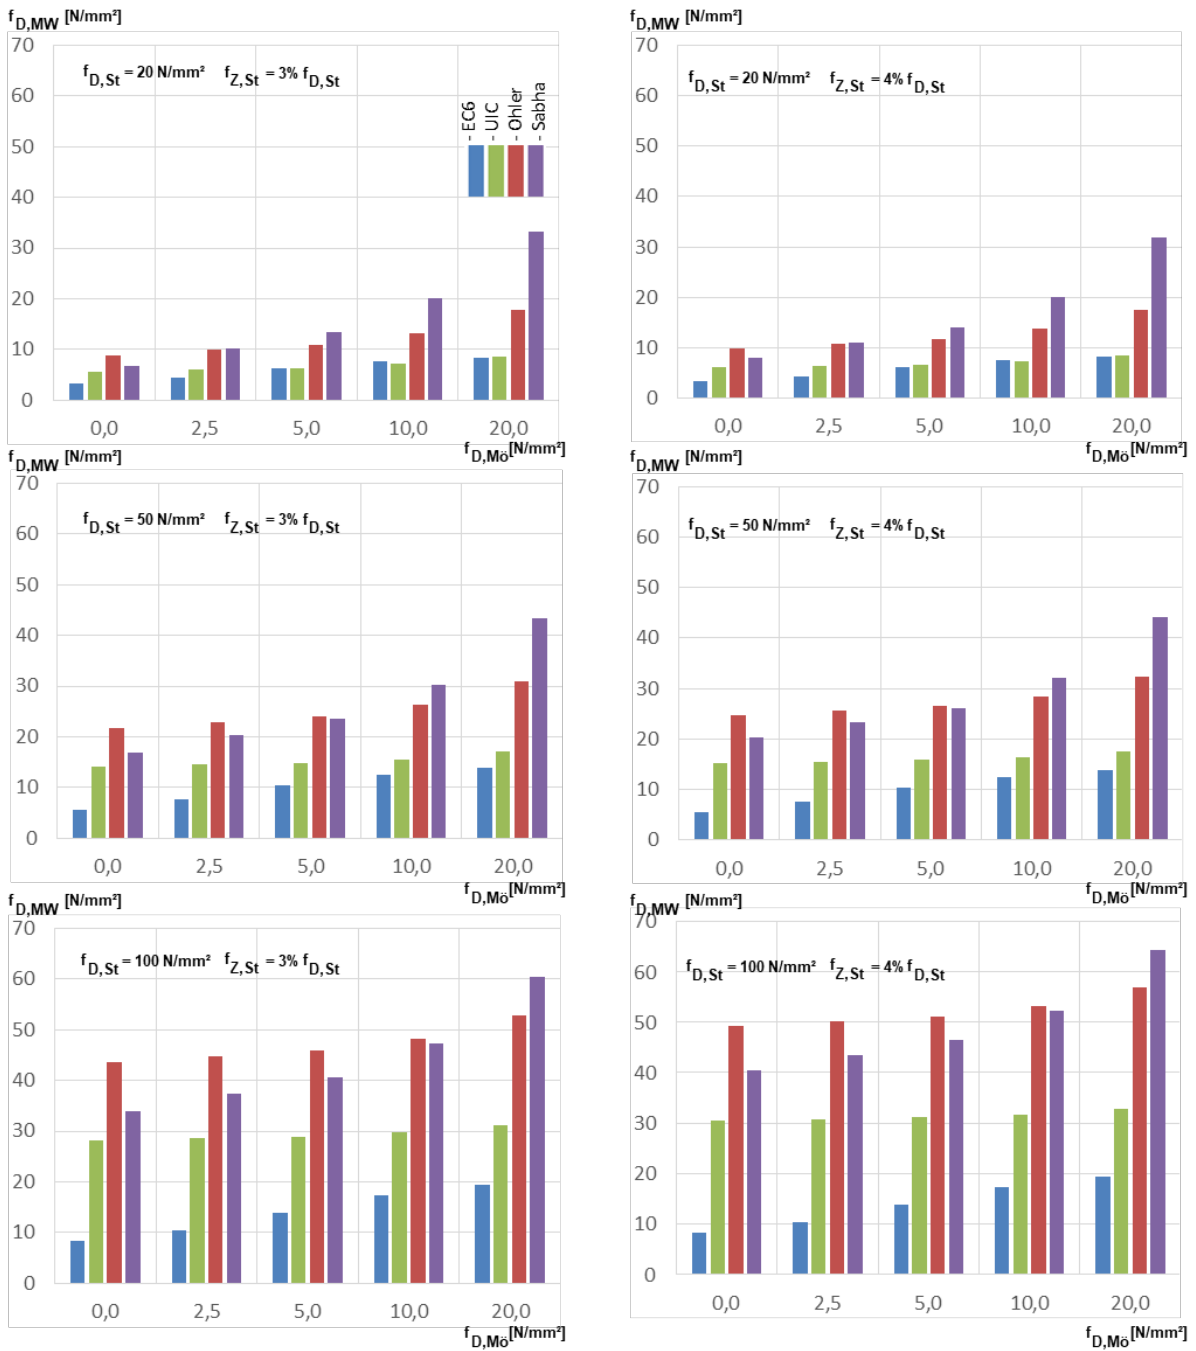 f_D,MW [N/mm²]
70
f_D,St = 20 N/mm² f_Z,St = 3% f_D,St
60
- EC6
- UIC
- Ohler
- Sabha
50
40
30
20
10
0
0,0 2,5 5,0 10,0 20,0
f_D,Mö [N/mm²]
f_D,MW [N/mm²]
70
f_D,St = 20 N/mm² f_Z,St = 4% f_D,St
60
50
40
30
20
10
0
0,0 2,5 5,0 10,0 20,0
f_D,Mö [N/mm²]
f_D,MW [N/mm²]
70
f_D,St = 50 N/mm² f_Z,St = 3% f_D,St
60
50
40
30
20
10
0
0,0 2,5 5,0 10,0 20,0
f_D,Mö [N/mm²]
f_D,MW [N/mm²]
70
f_D,St = 50 N/mm² f_Z,St = 4% f_D,St
60
50
40
30
20
10
0
0,0 2,5 5,0 10,0 20,0
f_D,Mö [N/mm²]
f_D,MW [N/mm²]
70
f_D,St = 100 N/mm² f_Z,St = 3% f_D,St
60
50
40
30
20
10
0
0,0 2,5 5,0 10,0 20,0
f_D,Mö [N/mm²]
f_D,MW [N/mm²]
70
f_D,St = 100 N/mm² f_Z,St = 4% f_D,St
60
50
40
30
20
10
0
0,0 2,5 5,0 10,0 20,0
f_D,Mö [N/mm²]